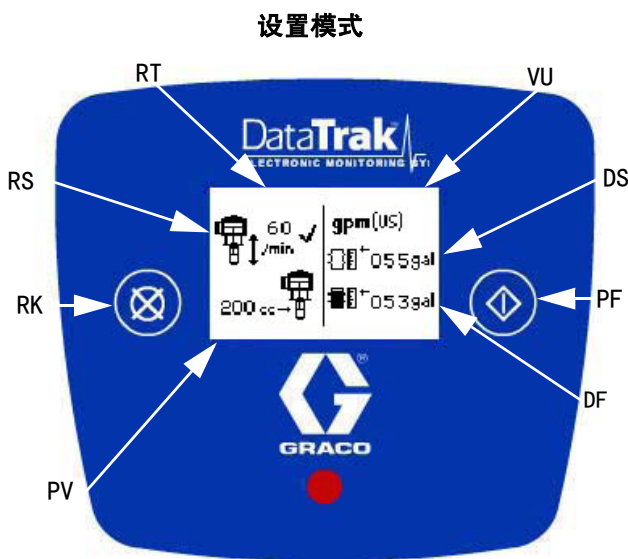 设置模式
RT
VU
DataTrak
ELECTRONIC MONITORING SY
RS
DS
60
/min
gpm(US)
055gal
RK
PF
200 cc→
053gal
DF
GRACO®
PV